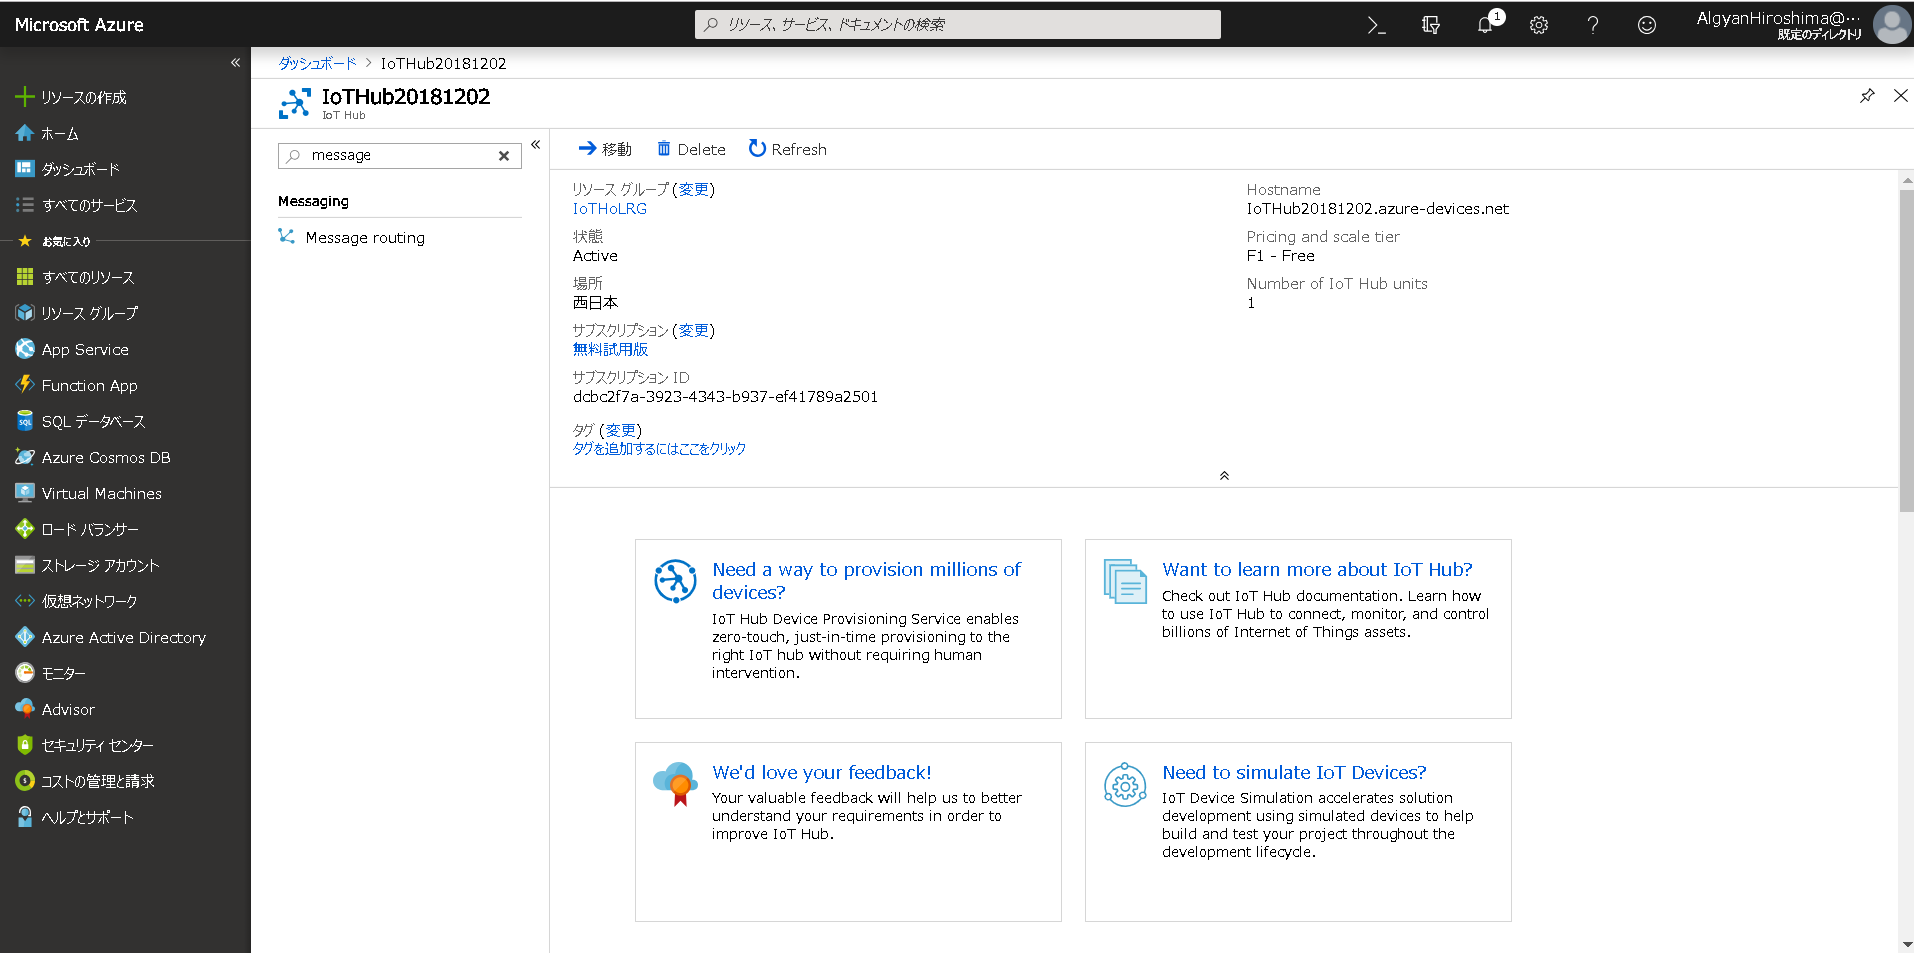 Microsoft Azure
リソース、サービス、ドキュメントの検索
1
AlgyanHiroshima@···
既定のディレクトリ
リソースの作成
ホーム
ダッシュボード
すべてのサービス
お気に入り
すべてのリソース
リソース グループ
App Service
Function App
SQL データベース
Azure Cosmos DB
Virtual Machines
ロード バランサー
ストレージ アカウント
仮想ネットワーク
Azure Active Directory
モニター
Advisor
セキュリティ センター
コストの管理と請求
ヘルプとサポート
ダッシュボード > IoTHub20181202
IoTHub20181202
IoT Hub
message
Messaging
Message routing
移動 Delete Refresh
リソース グループ (変更)
IoTHoLRG
状態
Active
場所
西日本
サブスクリプション (変更)
無料試用版
サブスクリプション ID
dcbc2f7a-3923-4343-b937-ef41789a2501
タグ (変更)
タグを追加するにはここをクリック
Hostname
IoTHub20181202.azure-devices.net
Pricing and scale tier
F1 - Free
Number of IoT Hub units
1
Need a way to provision millions of
devices?
IoT Hub Device Provisioning Service enables
zero-touch, just-in-time provisioning to the
right IoT hub without requiring human
intervention.
Want to learn more about IoT Hub?
Check out IoT Hub documentation. Learn how
to use IoT Hub to connect, monitor, and control
billions of Internet of Things assets.
We'd love your feedback!
Your valuable feedback will help us to better
understand your requirements in order to
improve IoT Hub.
Need to simulate IoT Devices?
IoT Device Simulation accelerates solution
development using simulated devices to help
build and test your project throughout the
development lifecycle.